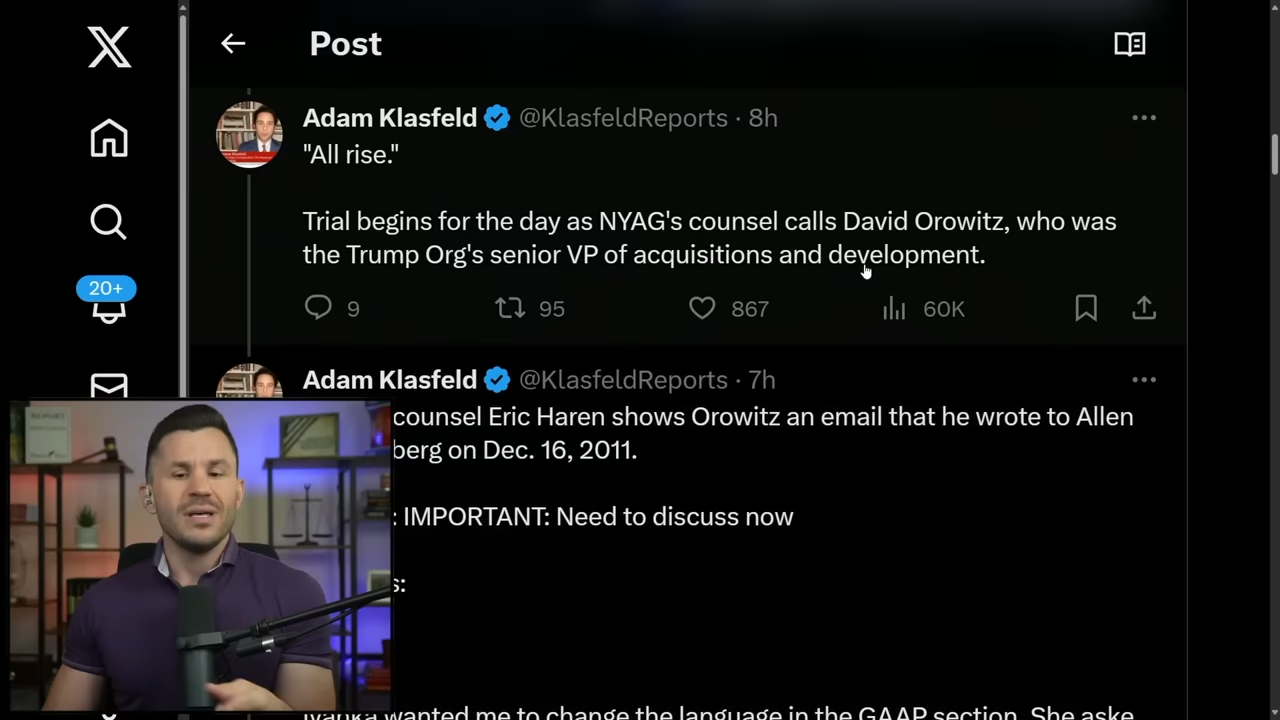 Post
Adam Klasfeld @KlasfeldReports · 8h
"All rise."
Trial begins for the day as NYAG's counsel calls David Orowitz, who was
the Trump Org's senior VP of acquisitions and development.
9 95 867 60K
20+
Adam Klasfeld @KlasfeldReports · 7h
counsel Eric Haren shows Orowitz an email that he wrote to Allen
berg on Dec. 16, 2011.
: IMPORTANT: Need to discuss now
s:
Ivanka wanted me to change the language in the GAAP section. She aske